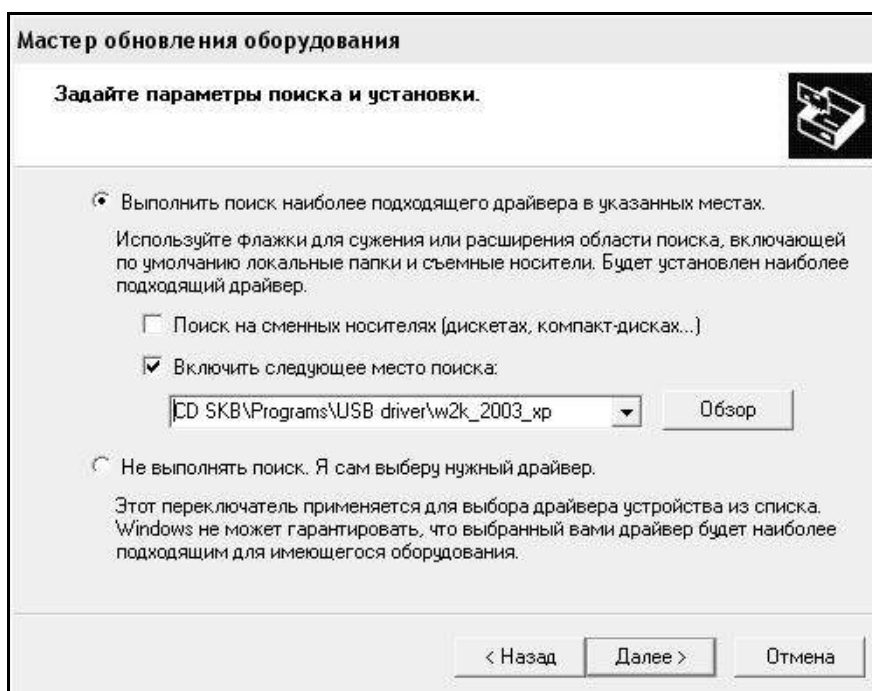 Мастер обновления оборудования
Задайте параметры поиска и установки.
Выполнить поиск наиболее подходящего драйвера в указанных местах.
Используйте флажки для сужения или расширения области поиска, включающей
по умолчанию локальные папки и съемные носители. Будет установлен наиболее
подходящий драйвер.
Поиск на сменных носителях (дискетах, компакт-дисках...)
Включить следующее место поиска:
CD SKB\Programs\USB driver\w2k_2003_xp
Обзор
Не выполнять поиск. Я сам выберу нужный драйвер.
Этот переключатель применяется для выбора драйвера устройства из списка.
Windows не может гарантировать, что выбранный вами драйвер будет наиболее
подходящим для имеющегося оборудования.
< Назад Далее > Отмена